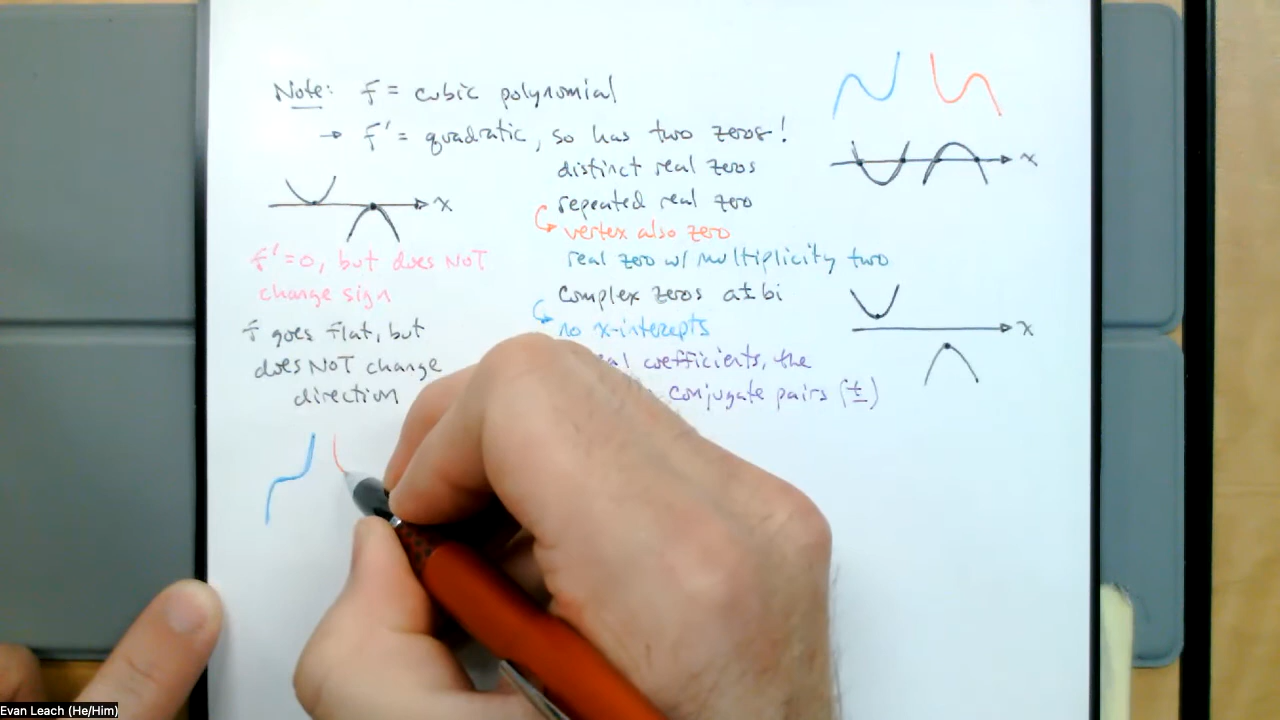 Note: f = cubic polynomial
→ f' = quadratic, so has two zeros!
distinct real zeros
repeated real zero
vertex also zero
real zero w/ multiplicity two
complex zeros a±bi
no x-intercepts
coefficients, the
conjugate pairs (±)
x
x
f'=0, but does NOT
change sign
f goes flat, but
does NOT change
direction
x
Evan Leach (He/Him)